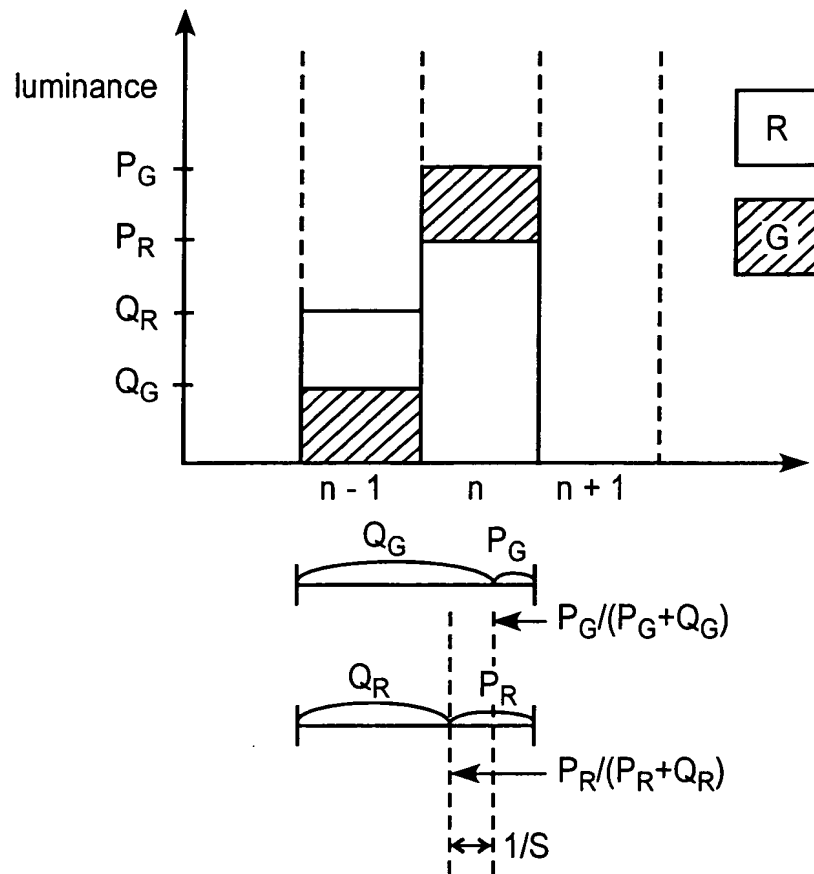 luminance
P_G
P_R
Q_R
Q_G
R
G
n - 1 n n + 1
Q_G P_G
P_G/(P_G+Q_G)
Q_R P_R
P_R/(P_R+Q_R)
1/S